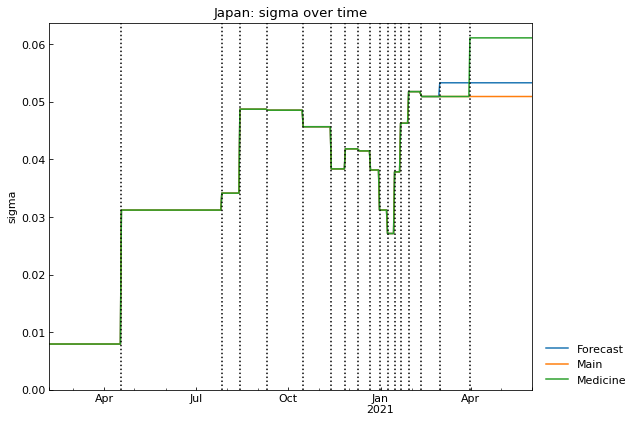 Japan: sigma over time
0.06
0.05
0.04
0.03
0.02
0.01
0.00
sigma
Apr
Jul
Oct
Jan
2021
Apr
Forecast
Main
Medicine